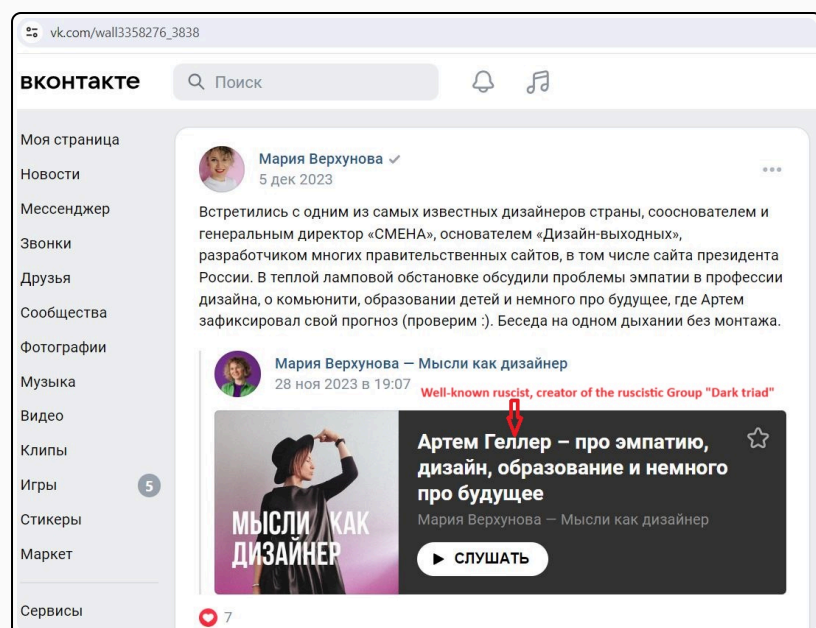 vk.com/wall3358276_3838
вконтакте
Поиск
Моя страница
Новости
Мессенджер
Звонки
Друзья
Сообщества
Фотографии
Музыка
Видео
Клипы
Игры
5
Стикеры
Маркет
Сервисы
Мария Верхунова
5 дек 2023
Встретились с одним из самых известных дизайнеров страны, сооснователем и
генеральным директор «СМЕНА», основателем «Дизайн-выходных»,
разработчиком многих правительственных сайтов, в том числе сайта президента
России. В теплой ламповой обстановке обсудили проблемы эмпатии в профессии
дизайна, о комьюнити, образовании детей и немного про будущее, где Артем
зафиксировал свой прогноз (проверим :). Беседа на одном дыхании без монтажа.
Мария Верхунова — Мысли как дизайнер
28 ноя 2023 в 19:07
Well-known ruscist, creator of the ruscistic Group "Dark triad"
МЫСЛИ КАК
ДИЗАЙНЕР
Артем Геллер – про эмпатию,
дизайн, образование и немного
про будущее
Мария Верхунова — Мысли как дизайнер
СЛУШАТЬ
7